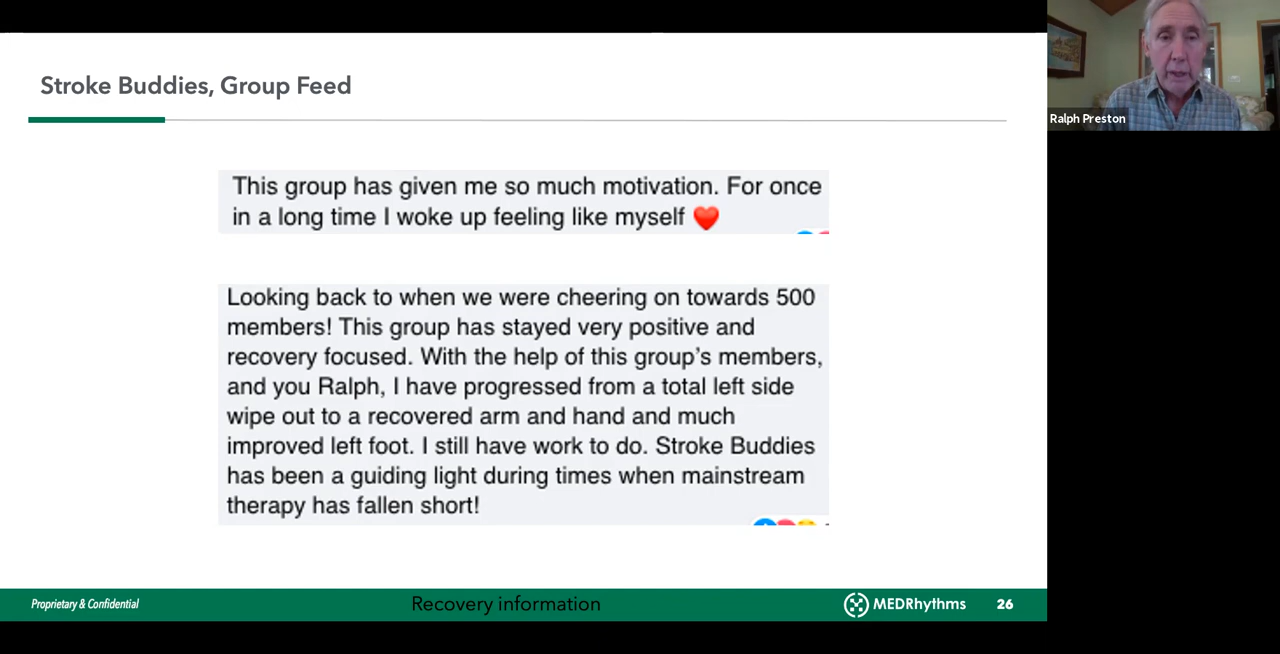 Stroke Buddies, Group Feed
This group has given me so much motivation. For once
in a long time I woke up feeling like myself ❤️
Looking back to when we were cheering on towards 500
members! This group has stayed very positive and
recovery focused. With the help of this group's members,
and you Ralph, I have progressed from a total left side
wipe out to a recovered arm and hand and much
improved left foot. I still have work to do. Stroke Buddies
has been a guiding light during times when mainstream
therapy has fallen short!
Proprietary & Confidential
Recovery information
MEDRhythms
26
Ralph Preston